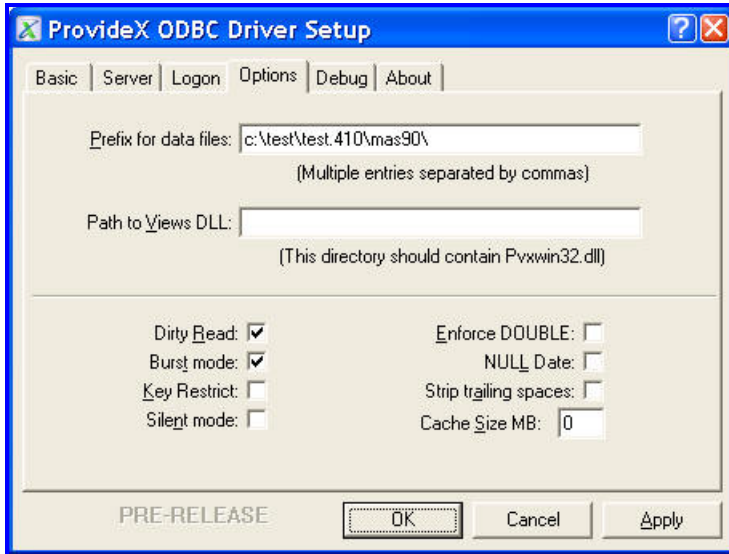 ProvideX ODBC Driver Setup
Basic Server Logon Options Debug About
Prefix for data files: c:\test\test.410\mas90\
(Multiple entries separated by commas)
Path to Views DLL:
(This directory should contain Pvxwin32.dll)
Dirty Read: Enforce DOUBLE:
Burst mode: NULL Date:
Key Restrict: Strip trailing spaces:
Silent mode: Cache Size MB: 0
PRE-RELEASE OK Cancel Apply